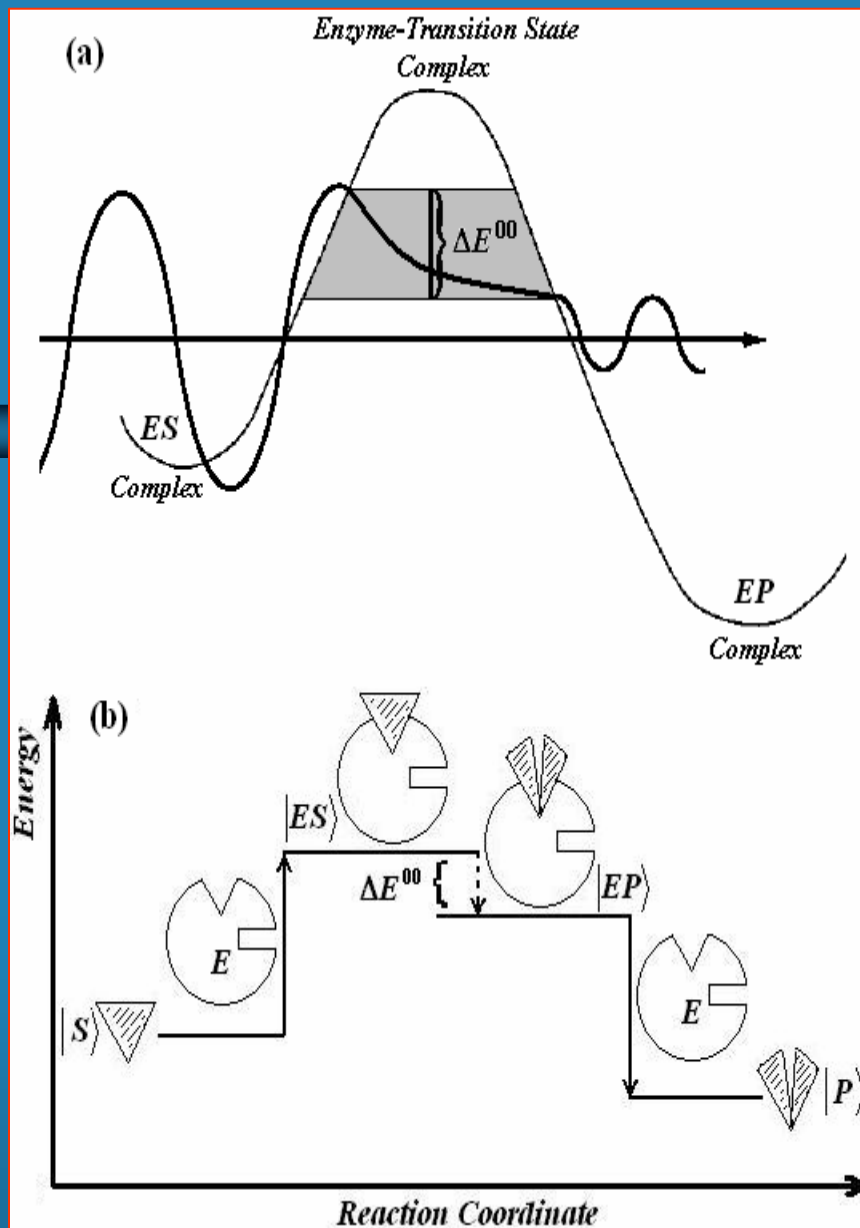 (a)
Enzyme-Transition State
Complex
ΔE⁰⁰
ES
Complex
EP
Complex
(b)
Energy
|ES⟩
ΔE⁰⁰
|EP⟩
E
|S⟩
E
|P⟩
Reaction Coordinate